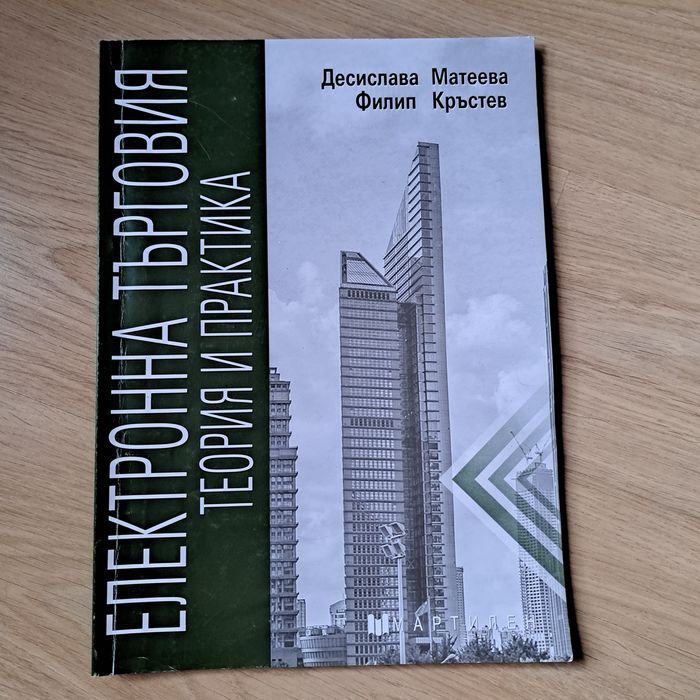 Десислава Матеева
Филип Кръстев
ЕЛЕКТРОННА ТЪРГОВИЯ
ТЕОРИЯ И ПРАКТИКА
МАРТИЛЕН